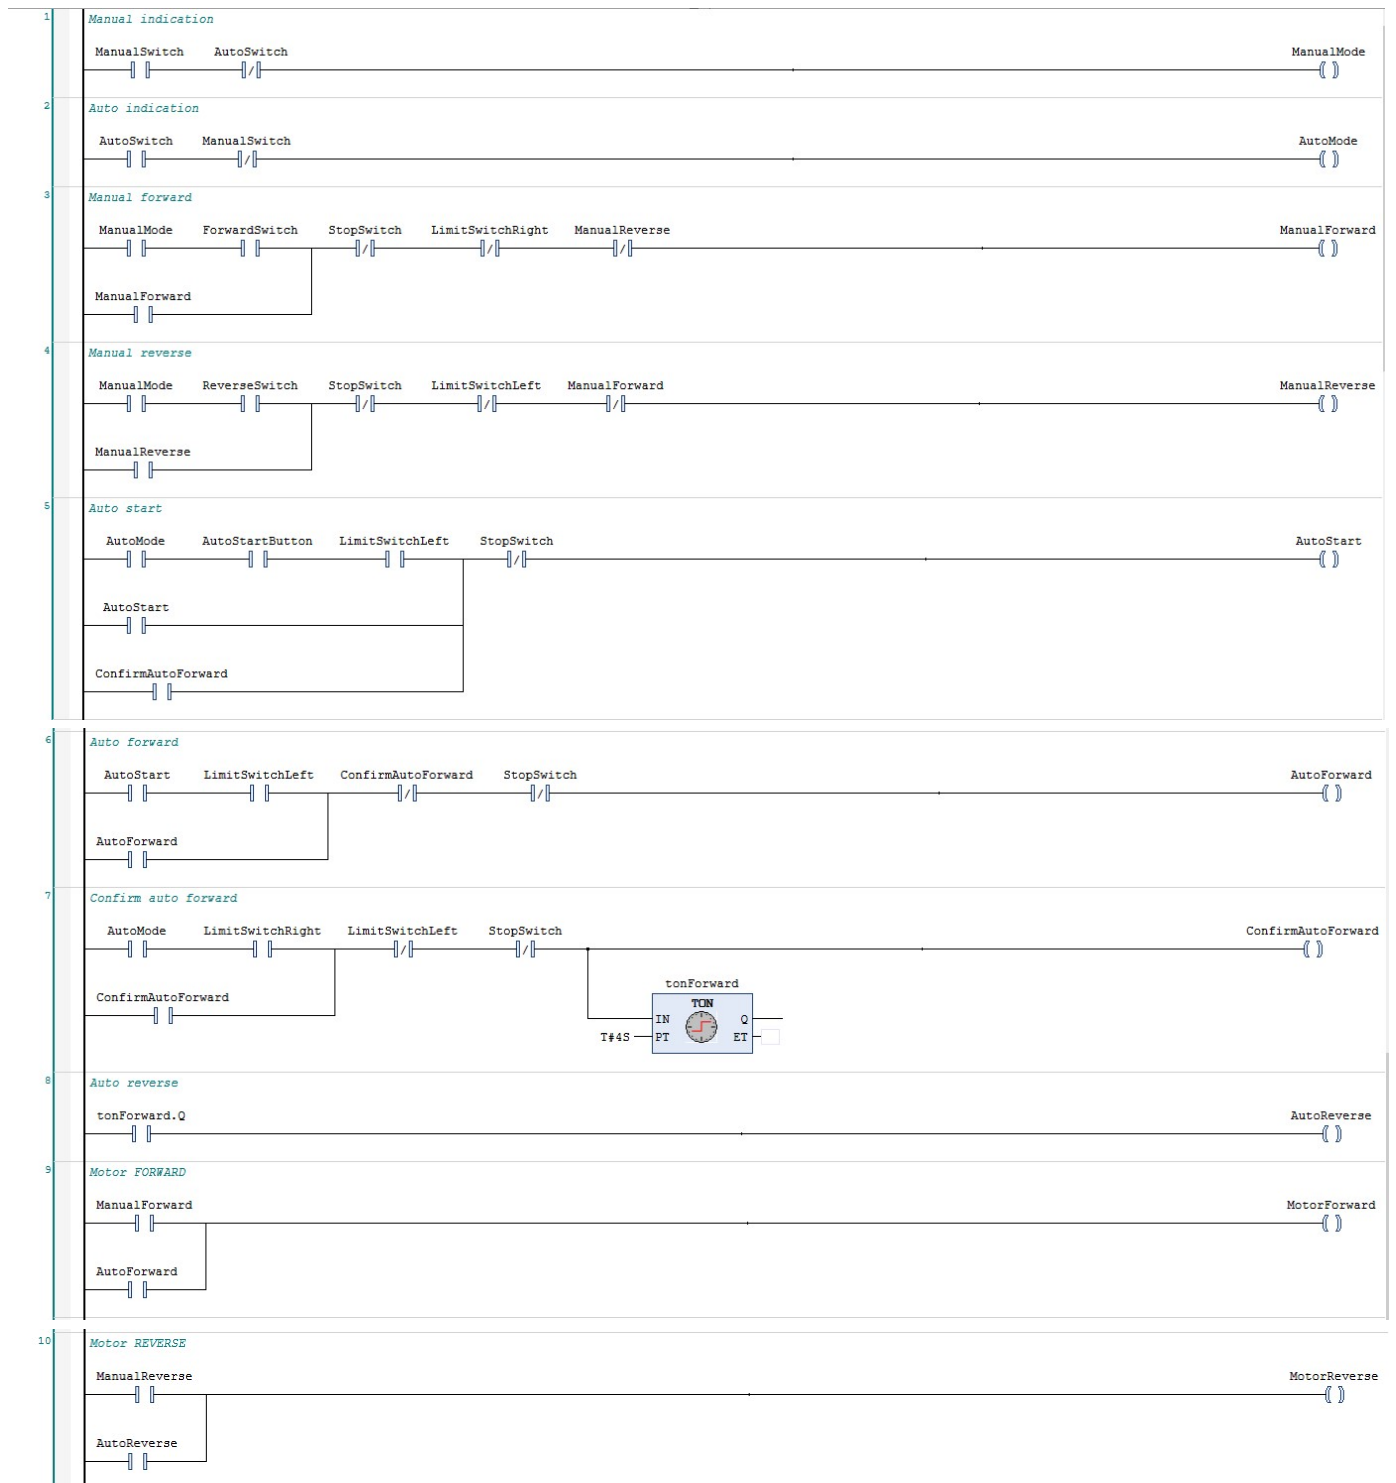 1 Manual indication
ManualSwitch AutoSwitch ManualMode
2 Auto indication
AutoSwitch ManualSwitch AutoMode
3 Manual forward
ManualMode ForwardSwitch StopSwitch LimitSwitchRight ManualReverse ManualForward
ManualForward
4 Manual reverse
ManualMode ReverseSwitch StopSwitch LimitSwitchLeft ManualForward ManualReverse
ManualReverse
5 Auto start
AutoMode AutoStartButton LimitSwitchLeft StopSwitch AutoStart
AutoStart
ConfirmAutoForward
6 Auto forward
AutoStart LimitSwitchLeft ConfirmAutoForward StopSwitch AutoForward
AutoForward
7 Confirm auto forward
AutoMode LimitSwitchRight LimitSwitchLeft StopSwitch ConfirmAutoForward
tonForward
ConfirmAutoForward TON
IN Q
T#4S PT ET
8 Auto reverse
tonForward.Q AutoReverse
9 Motor FORWARD
ManualForward MotorForward
AutoForward
10 Motor REVERSE
ManualReverse MotorReverse
AutoReverse